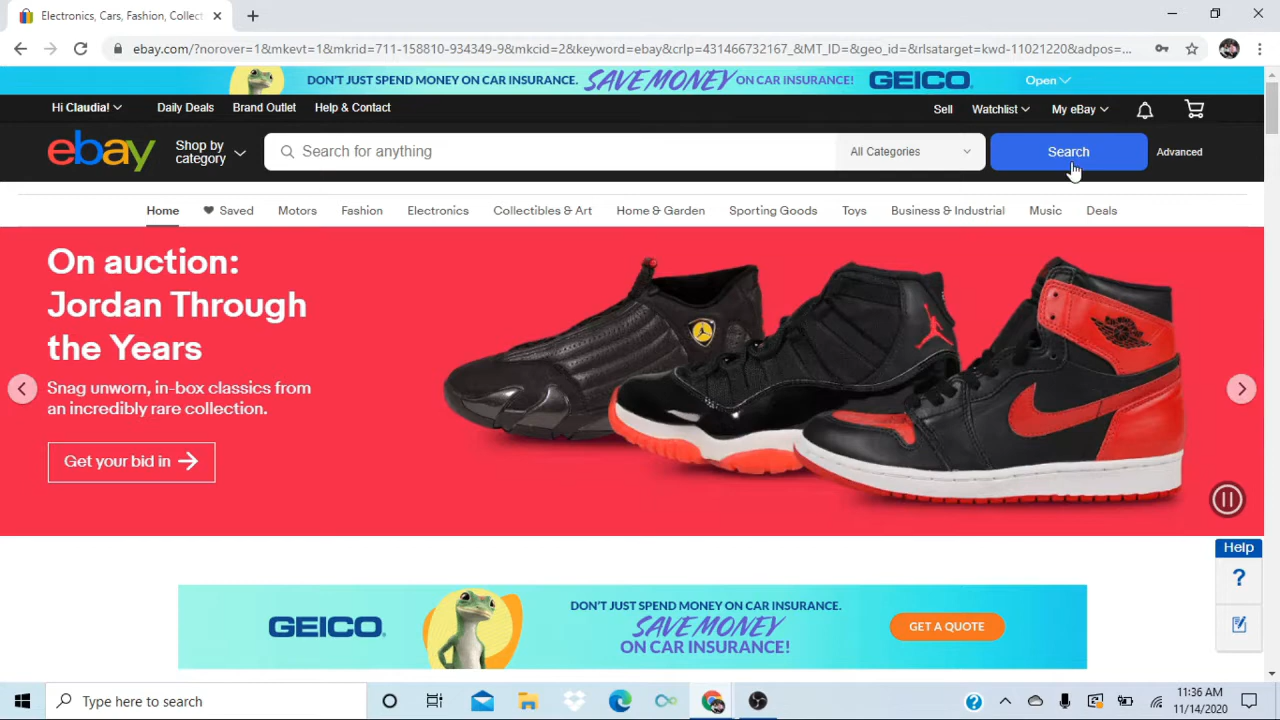 Electronics, Cars, Fashion, Collect
ebay.com/?norover=1&mkevt=1&mkrid=711-158810-934349-9&mkcid=2&keyword=ebay&crlp=431466732167_&MT_ID=&geo_id=&rlsatarget=kwd-11021220&adpos=...
DON'T JUST SPEND MONEY ON CAR INSURANCE. SAVE MONEY ON CAR INSURANCE! GEICO. Open
Hi Claudia! Daily Deals Brand Outlet Help & Contact Sell Watchlist My eBay
ebay Shop by category Search for anything All Categories Search Advanced
Home Saved Motors Fashion Electronics Collectibles & Art Home & Garden Sporting Goods Toys Business & Industrial Music Deals
On auction:
Jordan Through
the Years
Snag unworn, in-box classics from
an incredibly rare collection.
Get your bid in
Help
?
GEICO.
DON'T JUST SPEND MONEY ON CAR INSURANCE.
SAVE MONEY
ON CAR INSURANCE!
GET A QUOTE
Type here to search
11:36 AM
11/14/2020